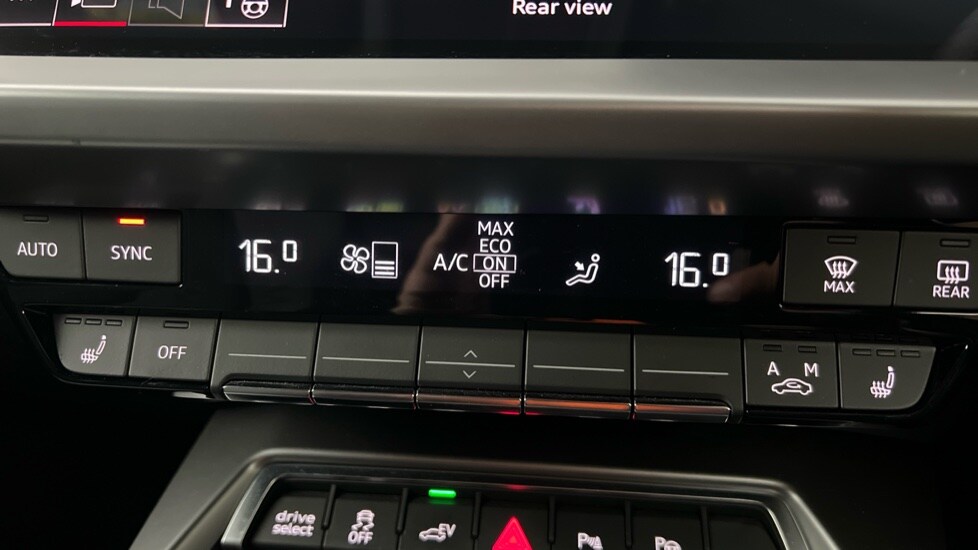 Rear view
AUTO
SYNC
16.0
A/C
MAX
ECO
ON
OFF
16.0
MAX
REAR
OFF
A M
drive
select
OFF
EV